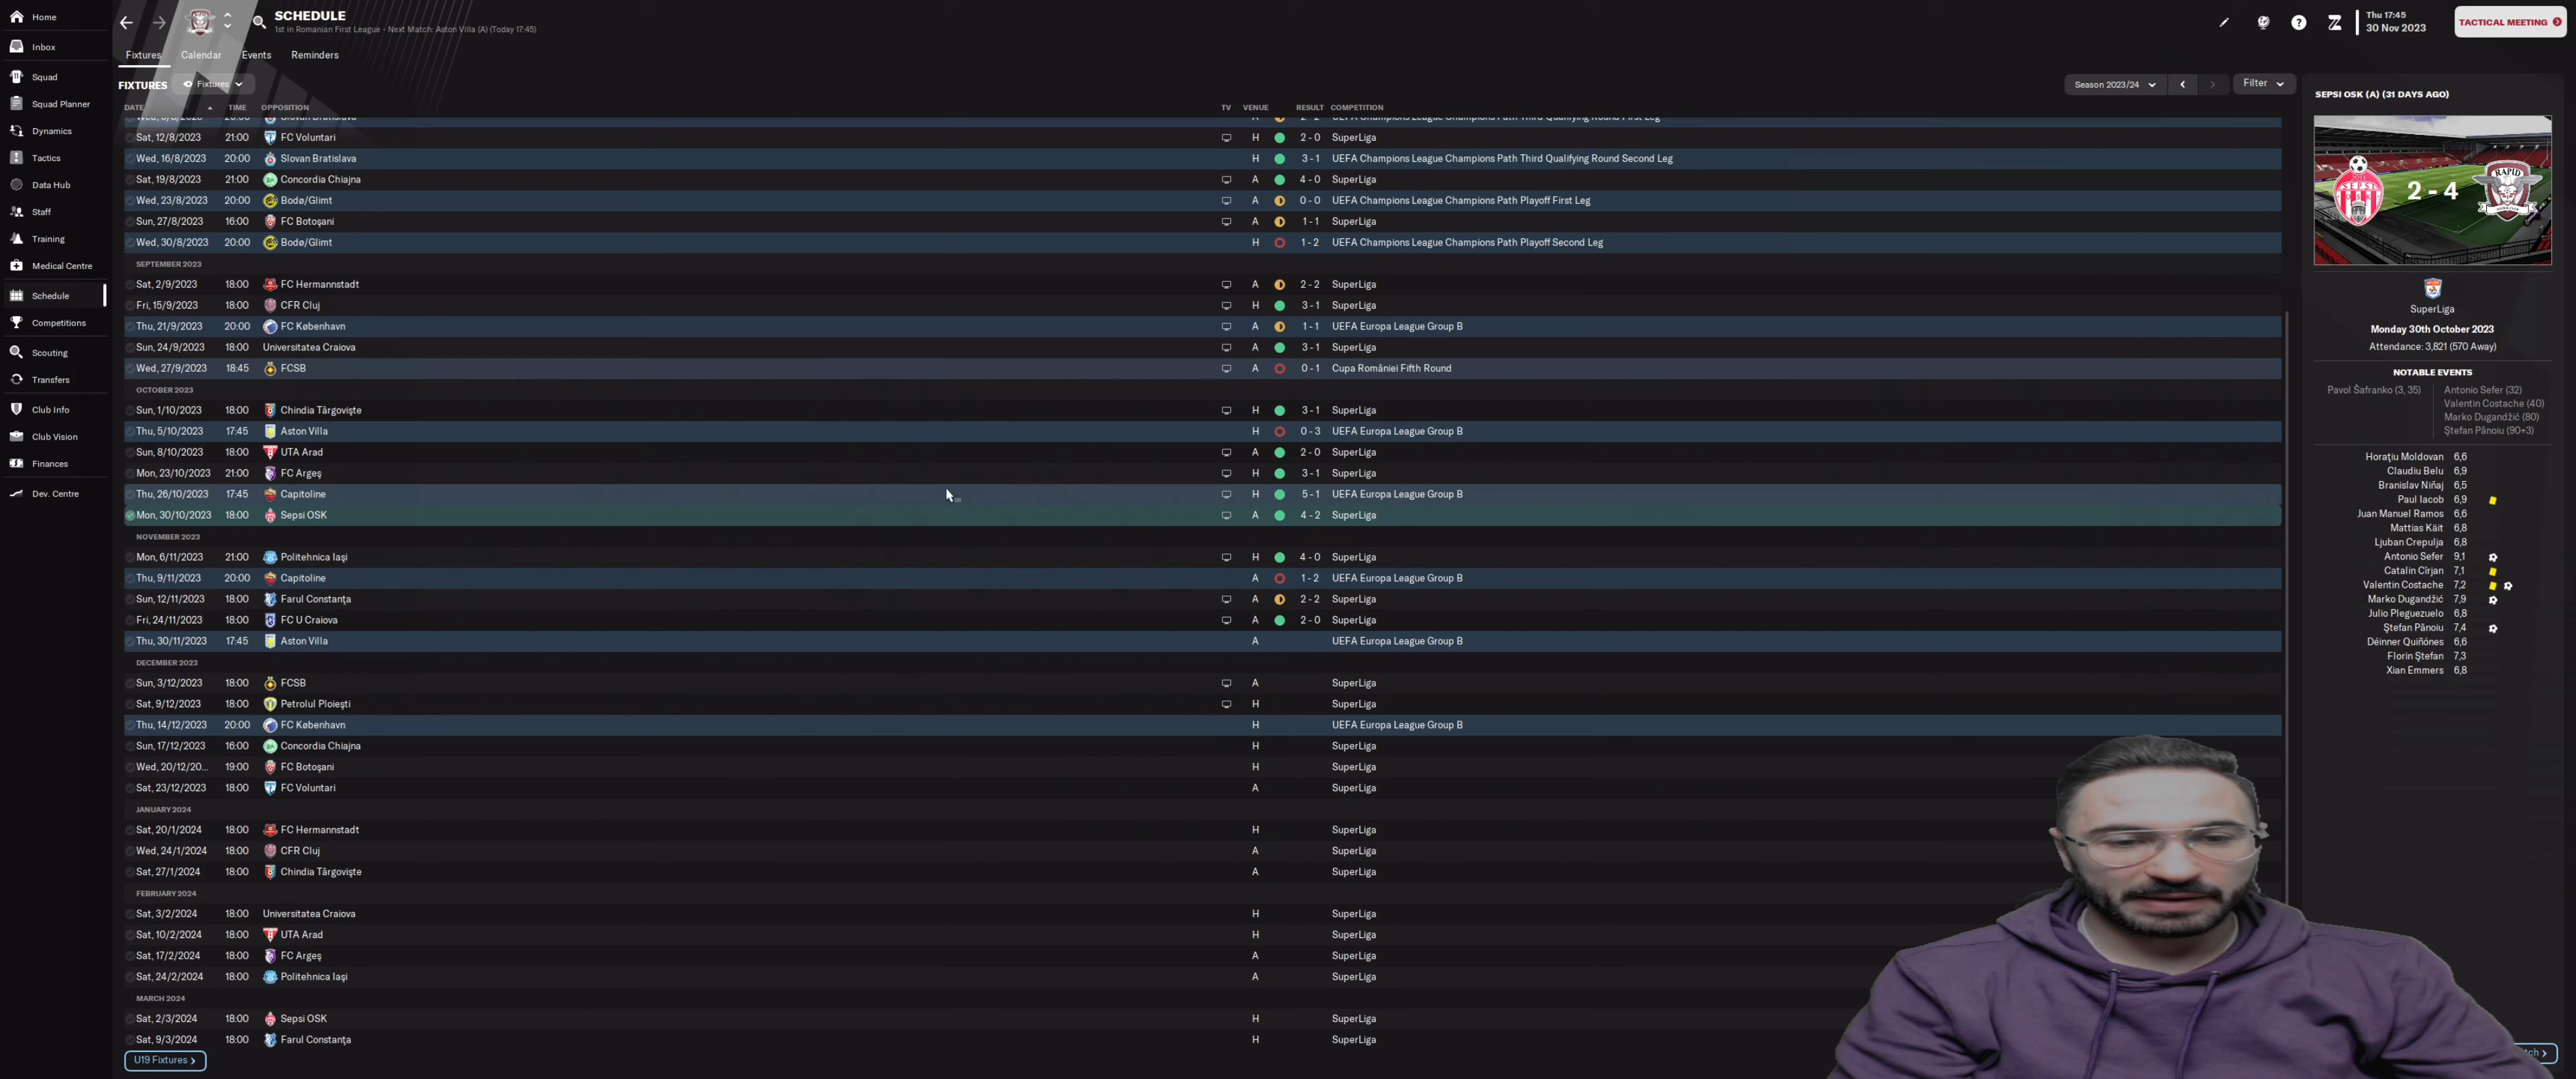 Home
Inbox
Squad
Squad Planner
Dynamics
Tactics
Data Hub
Staff
Training
Medical Centre
Schedule
Competitions
Scouting
Transfers
Club Info
Club Vision
Finances
Dev. Centre
SCHEDULE
1st in Romanian First League - Next Match: Aston Villa (A) (Today 17:45)
Thu 17:45
30 Nov 2023
TACTICAL MEETING
Fixtures Calendar Events Reminders
FIXTURES Fixtures
Season 2023/24 Filter
DATE TIME OPPOSITION TV VENUE RESULT COMPETITION
Sat, 12/8/2023 21:00 FC Voluntari H 2 - 0 SuperLiga
Wed, 16/8/2023 20:00 Slovan Bratislava H 3 - 1 UEFA Champions League Champions Path Third Qualifying Round Second Leg
Sat, 19/8/2023 21:00 Concordia Chiajna A 4 - 0 SuperLiga
Wed, 23/8/2023 20:00 Bodø/Glimt A 0 - 0 UEFA Champions League Champions Path Playoff First Leg
Sun, 27/8/2023 16:00 FC Botoşani A 1 - 1 SuperLiga
Wed, 30/8/2023 20:00 Bodø/Glimt H 1 - 2 UEFA Champions League Champions Path Playoff Second Leg
SEPTEMBER 2023
Sat, 2/9/2023 18:00 FC Hermannstadt A 2 - 2 SuperLiga
Fri, 15/9/2023 18:00 CFR Cluj H 3 - 1 SuperLiga
Thu, 21/9/2023 20:00 FC København A 1 - 1 UEFA Europa League Group B
Sun, 24/9/2023 18:00 Universitatea Craiova A 3 - 1 SuperLiga
Wed, 27/9/2023 18:45 FCSB A 0 - 1 Cupa României Fifth Round
OCTOBER 2023
Sun, 1/10/2023 18:00 Chindia Târgovişte H 3 - 1 SuperLiga
Thu, 5/10/2023 17:45 Aston Villa H 0 - 3 UEFA Europa League Group B
Sun, 8/10/2023 18:00 UTA Arad A 2 - 0 SuperLiga
Mon, 23/10/2023 21:00 FC Argeş H 3 - 1 SuperLiga
Thu, 26/10/2023 17:45 Capitoline H 5 - 1 UEFA Europa League Group B
Mon, 30/10/2023 18:00 Sepsi OSK A 4 - 2 SuperLiga
NOVEMBER 2023
Mon, 6/11/2023 21:00 Politehnica Iaşi H 4 - 0 SuperLiga
Thu, 9/11/2023 20:00 Capitoline A 1 - 2 UEFA Europa League Group B
Sun, 12/11/2023 18:00 Farul Constanţa A 2 - 2 SuperLiga
Fri, 24/11/2023 18:00 FC U Craiova A 2 - 0 SuperLiga
Thu, 30/11/2023 17:45 Aston Villa A UEFA Europa League Group B
DECEMBER 2023
Sun, 3/12/2023 18:00 FCSB A SuperLiga
Sat, 9/12/2023 18:00 Petrolul Ploieşti H SuperLiga
Thu, 14/12/2023 20:00 FC København H UEFA Europa League Group B
Sun, 17/12/2023 16:00 Concordia Chiajna H SuperLiga
Wed, 20/12/20... 19:00 FC Botoşani H SuperLiga
Sat, 23/12/2023 18:00 FC Voluntari A SuperLiga
JANUARY 2024
Sat, 20/1/2024 18:00 FC Hermannstadt H SuperLiga
Wed, 24/1/2024 18:00 CFR Cluj A SuperLiga
Sat, 27/1/2024 18:00 Chindia Târgovişte A SuperLiga
FEBRUARY 2024
Sat, 3/2/2024 18:00 Universitatea Craiova H SuperLiga
Sat, 10/2/2024 18:00 UTA Arad H SuperLiga
Sat, 17/2/2024 18:00 FC Argeş A SuperLiga
Sat, 24/2/2024 18:00 Politehnica Iaşi A SuperLiga
MARCH 2024
Sat, 2/3/2024 18:00 Sepsi OSK H SuperLiga
Sat, 9/3/2024 18:00 Farul Constanţa H SuperLiga
U19 Fixtures
SEPSI OSK (A) (31 DAYS AGO)
SEPSI 2 - 4 RAPID
SuperLiga
Monday 30th October 2023
Attendance: 3,821 (570 Away)
NOTABLE EVENTS
Pavol Šafranko (3, 35) Antonio Sefer (32)
Valentin Costache (40)
Marko Dugandžić (80)
Ştefan Pănoiu (90+3)
Horaţiu Moldovan 6,6
Claudiu Belu 6,9
Branislav Niňaj 6,5
Paul Iacob 6,9
Juan Manuel Ramos 6,6
Mattias Käit 6,8
Ljuban Crepulja 6,8
Antonio Sefer 9,1
Catalin Cîrjan 7,1
Valentin Costache 7,2
Marko Dugandžić 7,9
Julio Pleguezuelo 6,8
Ştefan Pănoiu 7,4
Déinner Quiñónes 6,6
Florin Ştefan 7,3
Xian Emmers 6,8